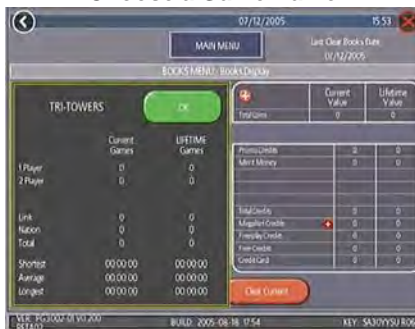 07/12/2005 15:53
MAIN MENU
Last Clear Books Date
07/12/2005
BOOKS MENU: Books Display
TRI-TOWERS
OK
Current Games
LIFETIME Games
1 Player 0 0
2 Player 0 0
Link 0 0
Nation 0 0
Total 0 0
Shortest 00:00:00 00:00:00
Average 00:00:00 00:00:00
Longest 00:00:00 00:00:00
Current Value
Lifetime Value
Total Coins 0 0
Promo Credits 0 0
Merit Money 0 0
Total Credits 0 0
MegaNet Credits 0 0
Freeplay Credits 0 0
Free Credits 0 0
Credit Card 0 0
Clear Current
BUILD: 2005-08-18 17:54